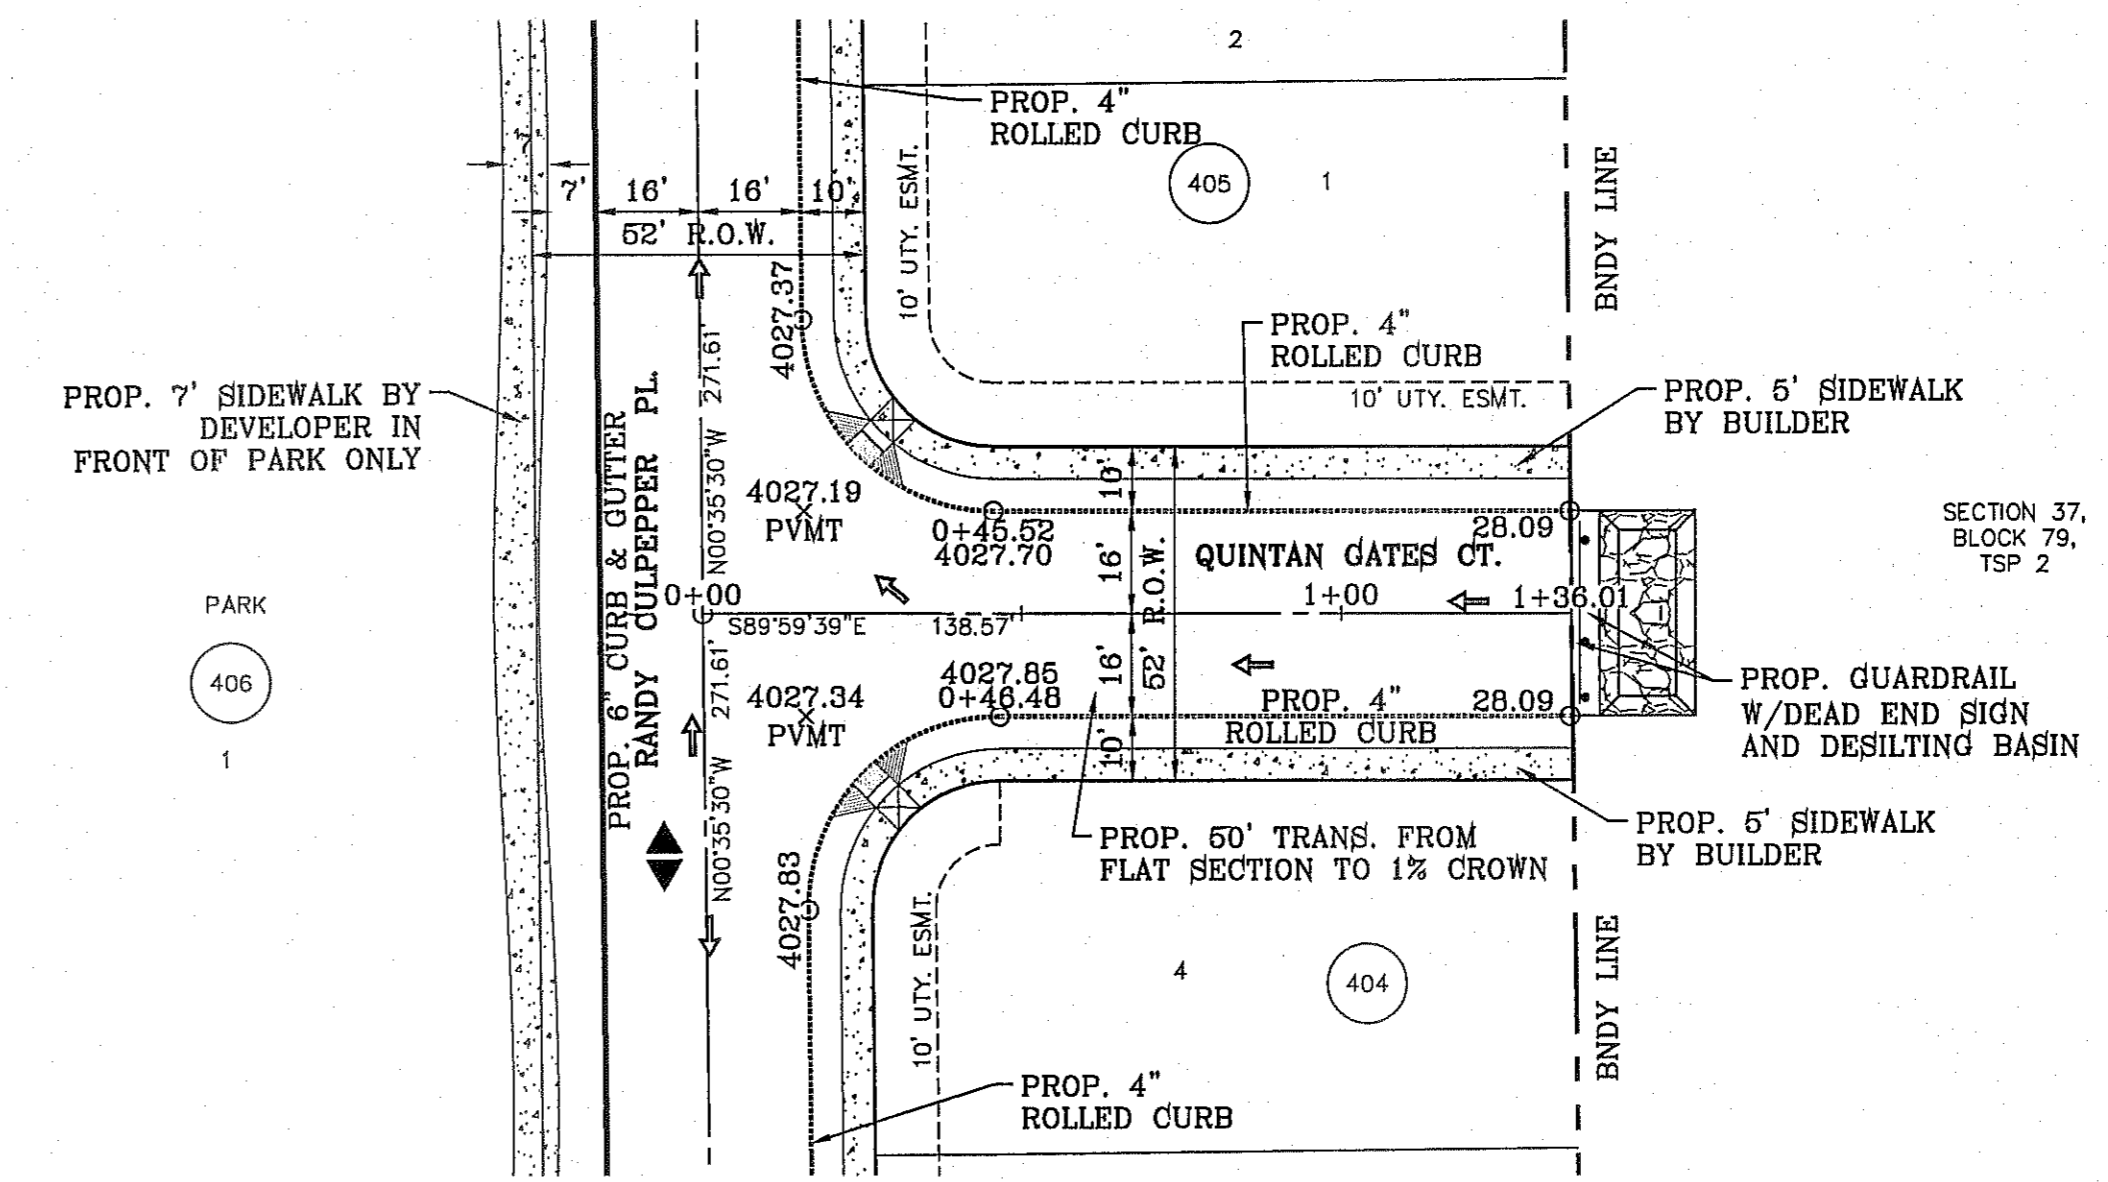 2
PROP. 4"
ROLLED CURB
405
1
BNDY LINE
10' UTY. ESMT.
7'
7'
16'
16'
10'
52' R.O.W.
4027.37
271.61'
N00°35'30"W
PROP. 4"
ROLLED CURB
10' UTY. ESMT.
PROP. 5' SIDEWALK
BY BUILDER
PROP. 7' SIDEWALK BY
DEVELOPER IN
FRONT OF PARK ONLY
PROP. 6" CURB & GUTTER
RANDY CULPEPPER PL.
4027.19
PVMT
0+45.52
4027.70
10'
16'
16'
10'
52' R.O.W.
28.09
QUINTAN GATES CT.
SECTION 37,
BLOCK 79,
TSP 2
PARK
406
1
0+00
S89°59'39"E
138.57'
1+00
1+36.01
271.61'
N00°35'30"W
4027.34
PVMT
4027.85
0+46.48
PROP. 4"
ROLLED CURB
28.09
PROP. GUARDRAIL
W/DEAD END SIGN
AND DESILTING BASIN
PROP. 50' TRANS. FROM
FLAT SECTION TO 1% CROWN
PROP. 5' SIDEWALK
BY BUILDER
4027.83
10' UTY. ESMT.
4
404
BNDY LINE
PROP. 4"
ROLLED CURB